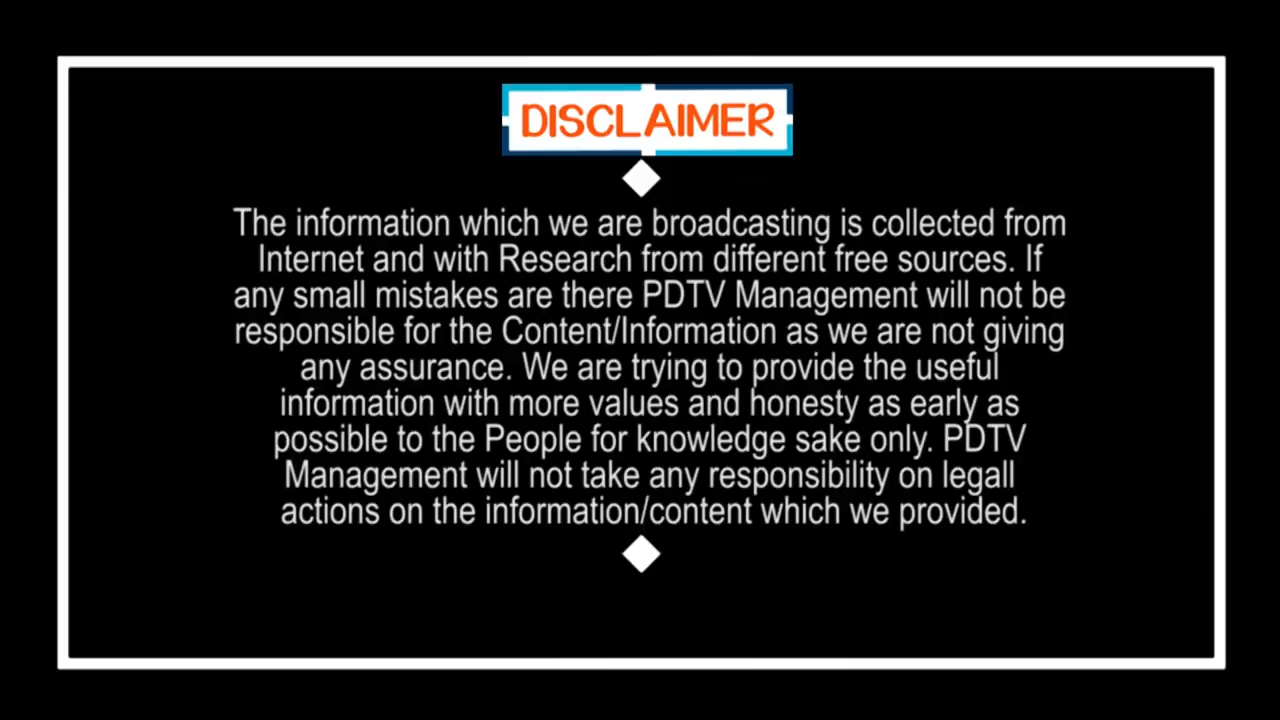 DISCLAIMER
The information which we are broadcasting is collected from
Internet and with Research from different free sources. If
any small mistakes are there PDTV Management will not be
responsible for the Content/Information as we are not giving
any assurance. We are trying to provide the useful
information with more values and honesty as early as
possible to the People for knowledge sake only. PDTV
Management will not take any responsibility on legall
actions on the information/content which we provided.